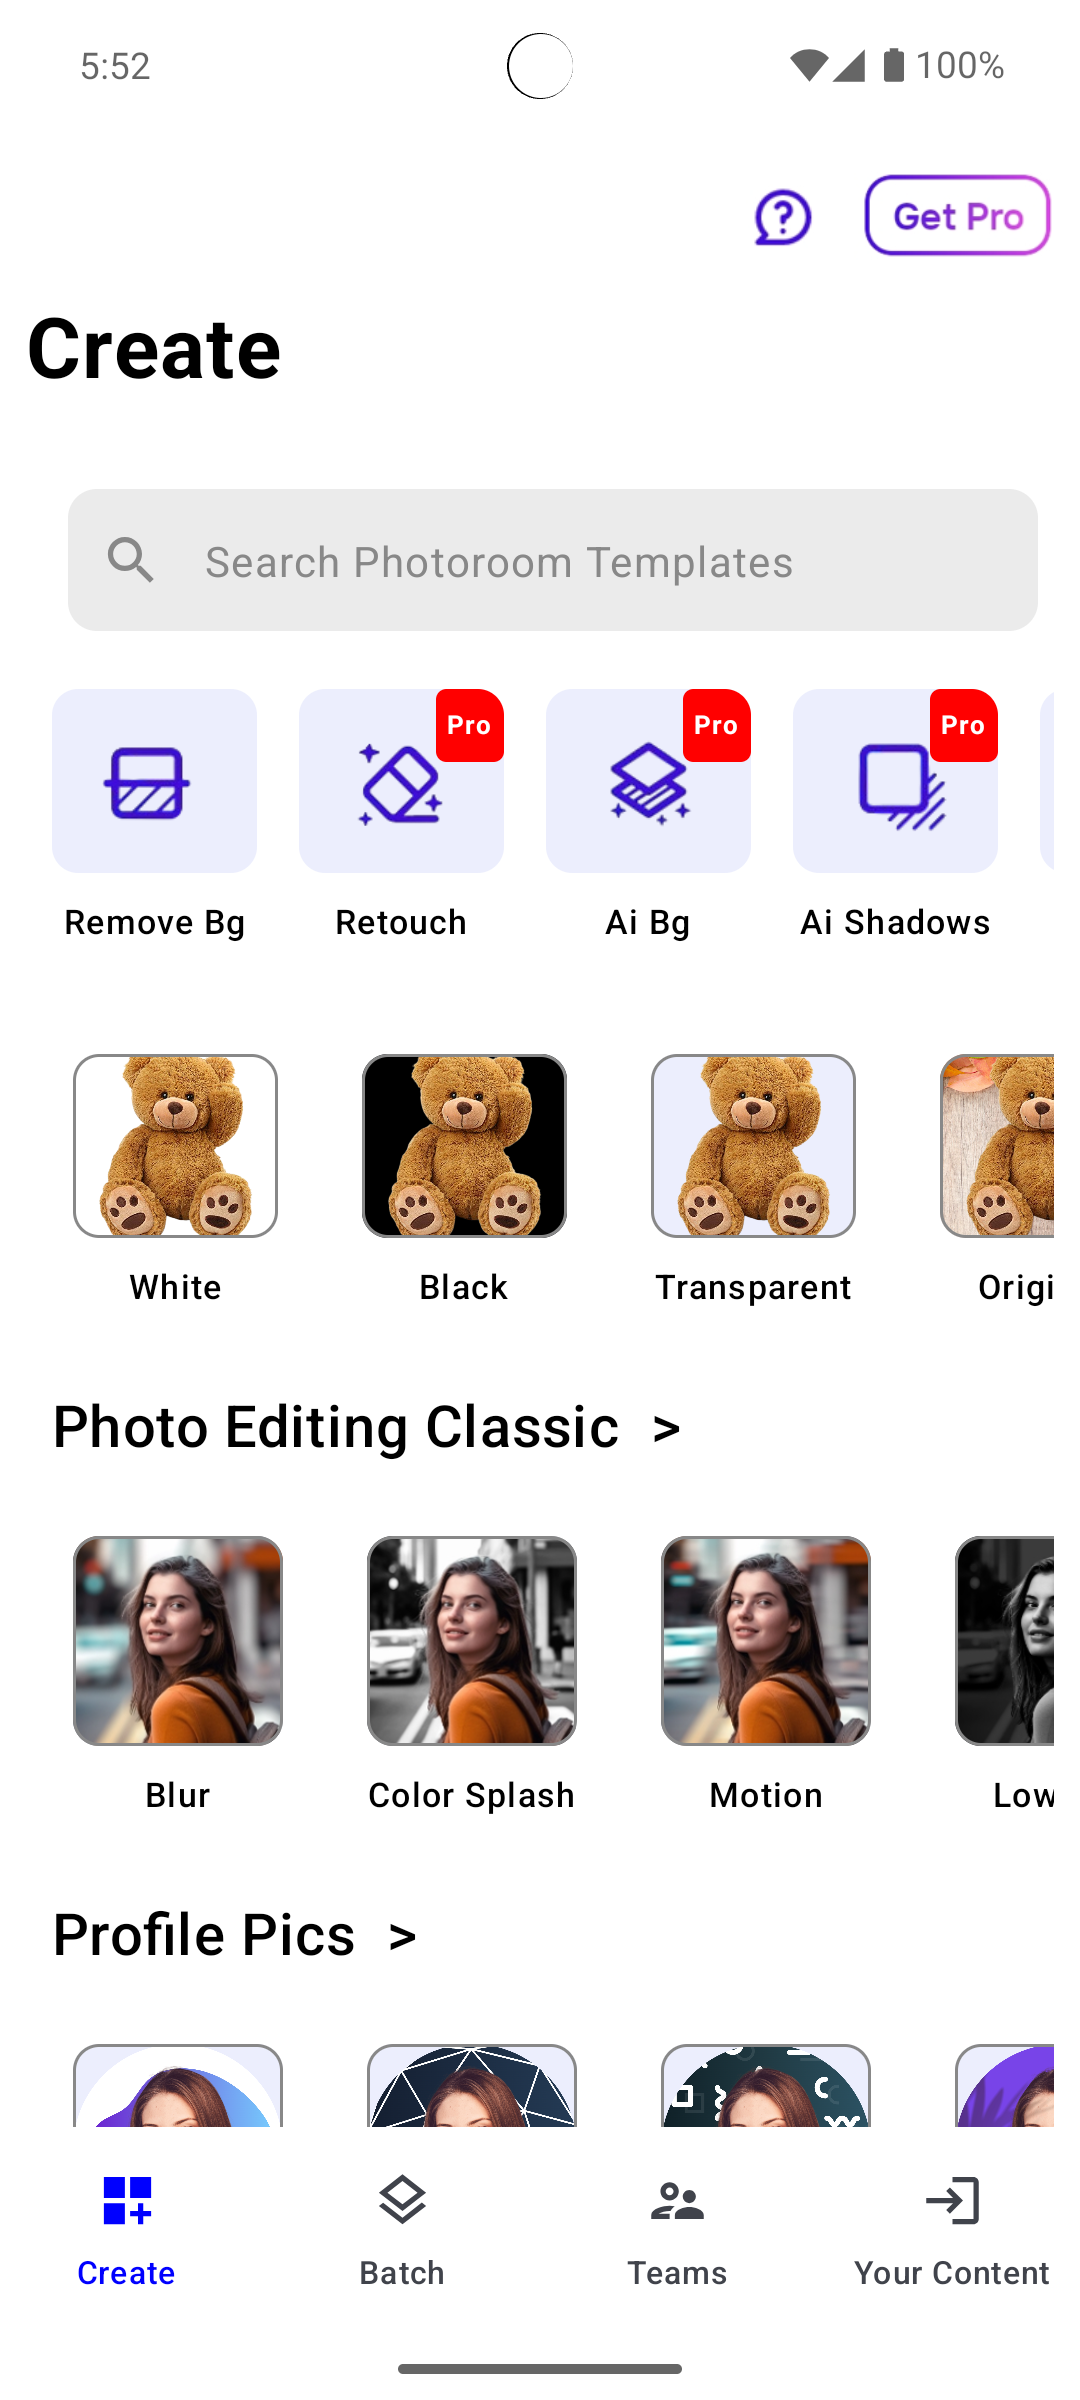 5:52
100%
Get Pro
Create
Search Photoroom Templates
Pro
Pro
Pro
Remove Bg
Retouch
Ai Bg
Ai Shadows
White
Black
Transparent
Origi
Photo Editing Classic >
Blur
Color Splash
Motion
Low
Profile Pics >
Create
Batch
Teams
Your Content